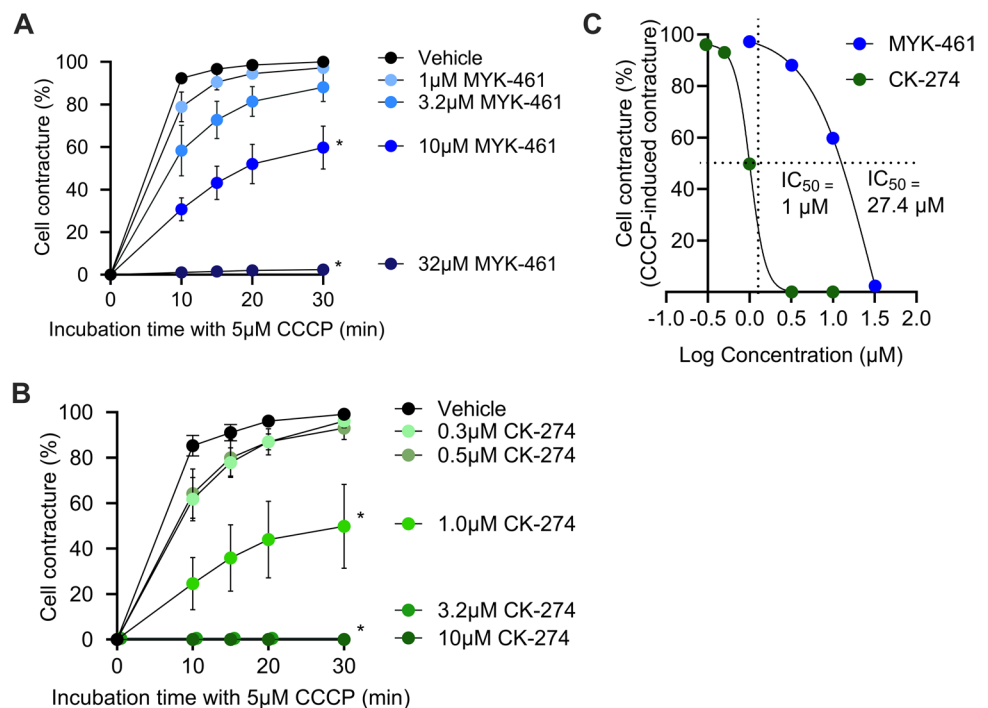 A
Cell contracture (%)
100
80
60
40
20
0
0
10
20
30
Incubation time with 5µM CCCP (min)
*
*
Vehicle
1µM MYK-461
3.2µM MYK-461
10µM MYK-461
32µM MYK-461
B
Cell contracture (%)
100
80
60
40
20
0
0
10
20
30
Incubation time with 5µM CCCP (min)
*
*
Vehicle
0.3µM CK-274
0.5µM CK-274
1.0µM CK-274
3.2µM CK-274
10µM CK-274
C
Cell contracture (%)
(CCCP-induced contracture)
100
80
60
40
20
-1.0
-0.5
0.0
0.5
1.0
1.5
2.0
Log Concentration (µM)
MYK-461
CK-274
IC50 =
1 µM
IC50 =
27.4 µM